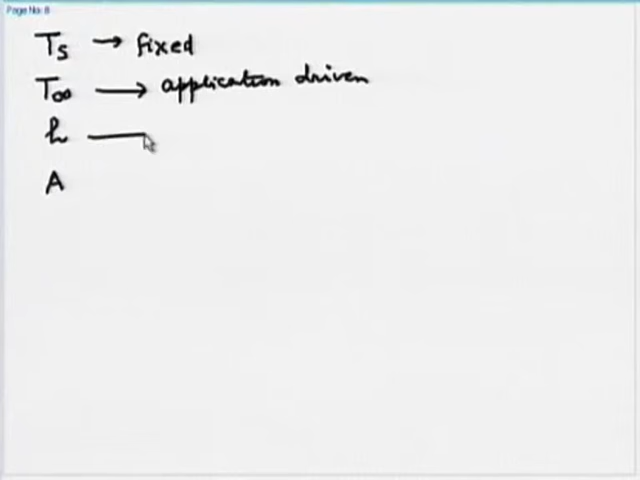 Page No: 8
Ts → fixed
T∞ → application driven
h —
A